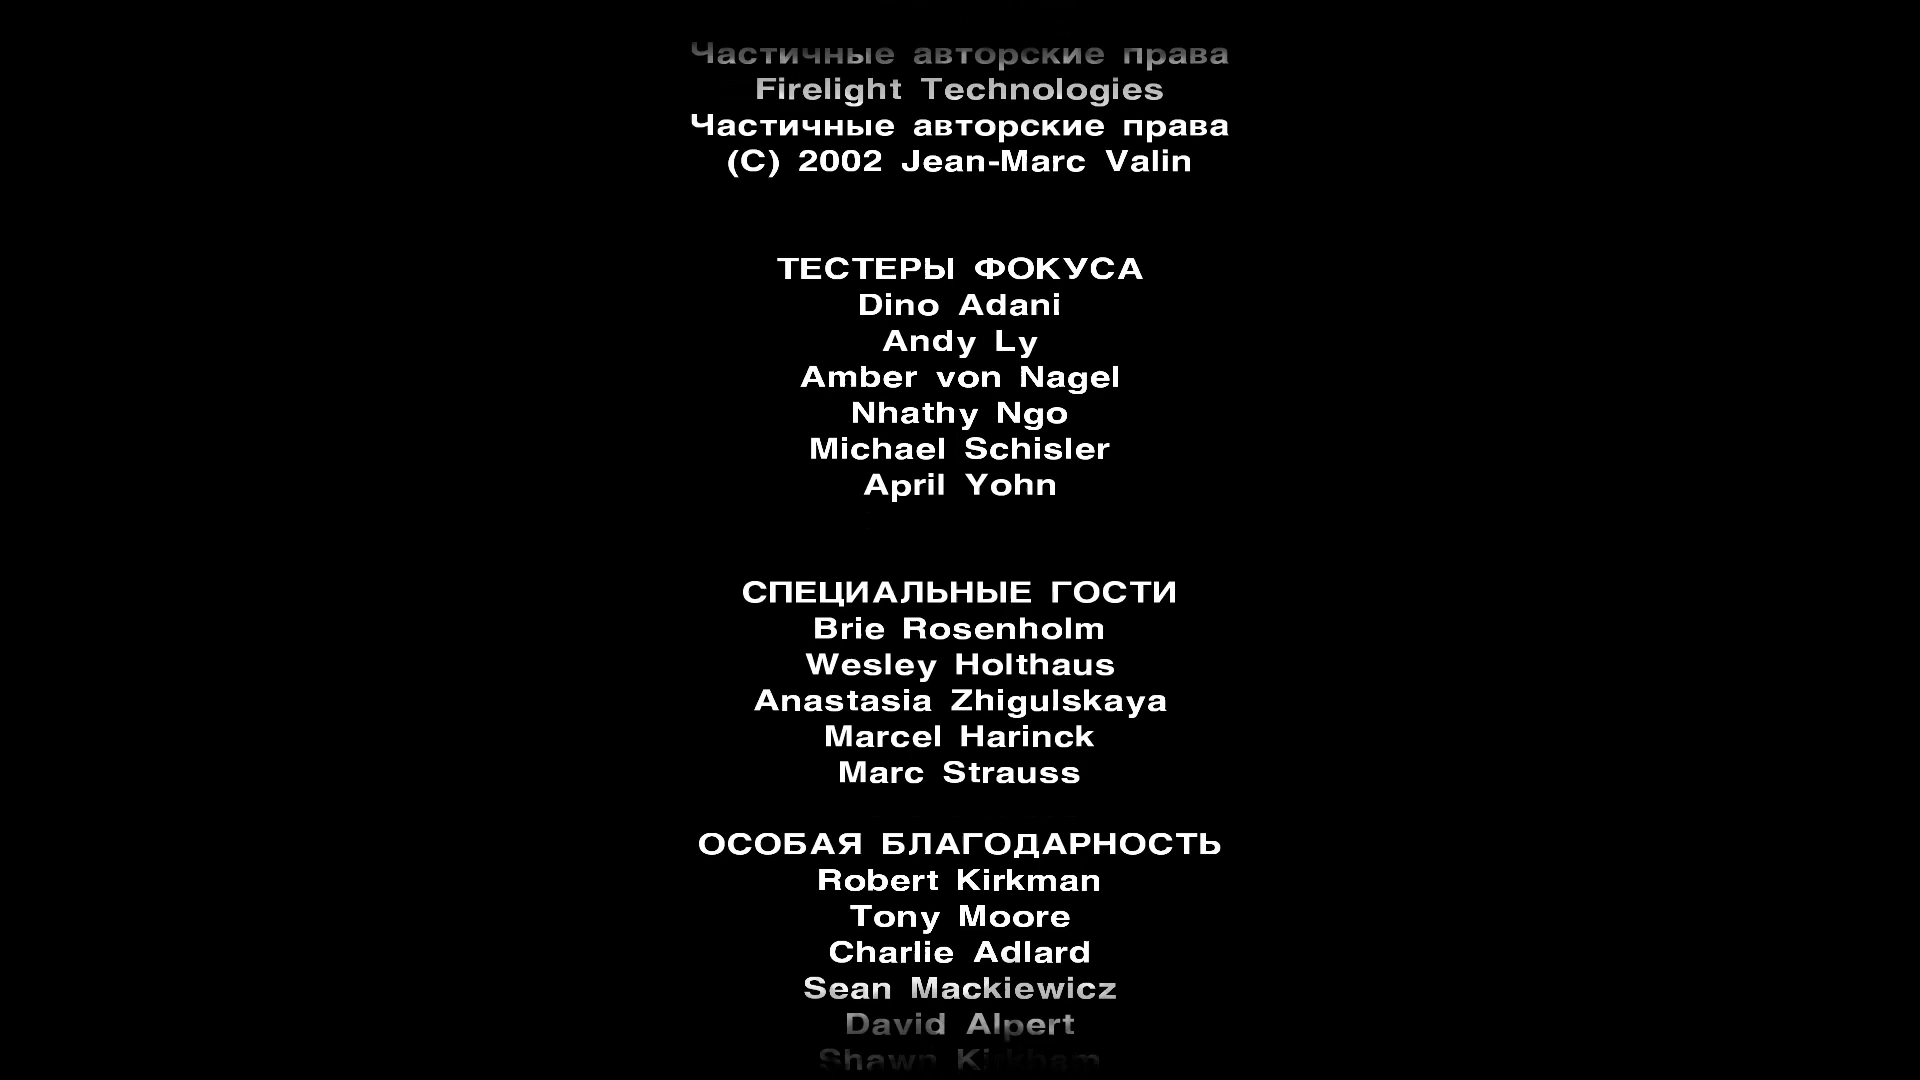 Частичные авторские права
Firelight Technologies
Частичные авторские права
(C) 2002 Jean-Marc Valin
ТЕСТЕРЫ ФОКУСА
Dino Adani
Andy Ly
Amber von Nagel
Nhathy Ngo
Michael Schisler
April Yohn
СПЕЦИАЛЬНЫЕ ГОСТИ
Brie Rosenholm
Wesley Holthaus
Anastasia Zhigulskaya
Marcel Harinck
Marc Strauss
ОСОБАЯ БЛАГОДАРНОСТЬ
Robert Kirkman
Tony Moore
Charlie Adlard
Sean Mackiewicz
David Alpert
Shawn Kirkham